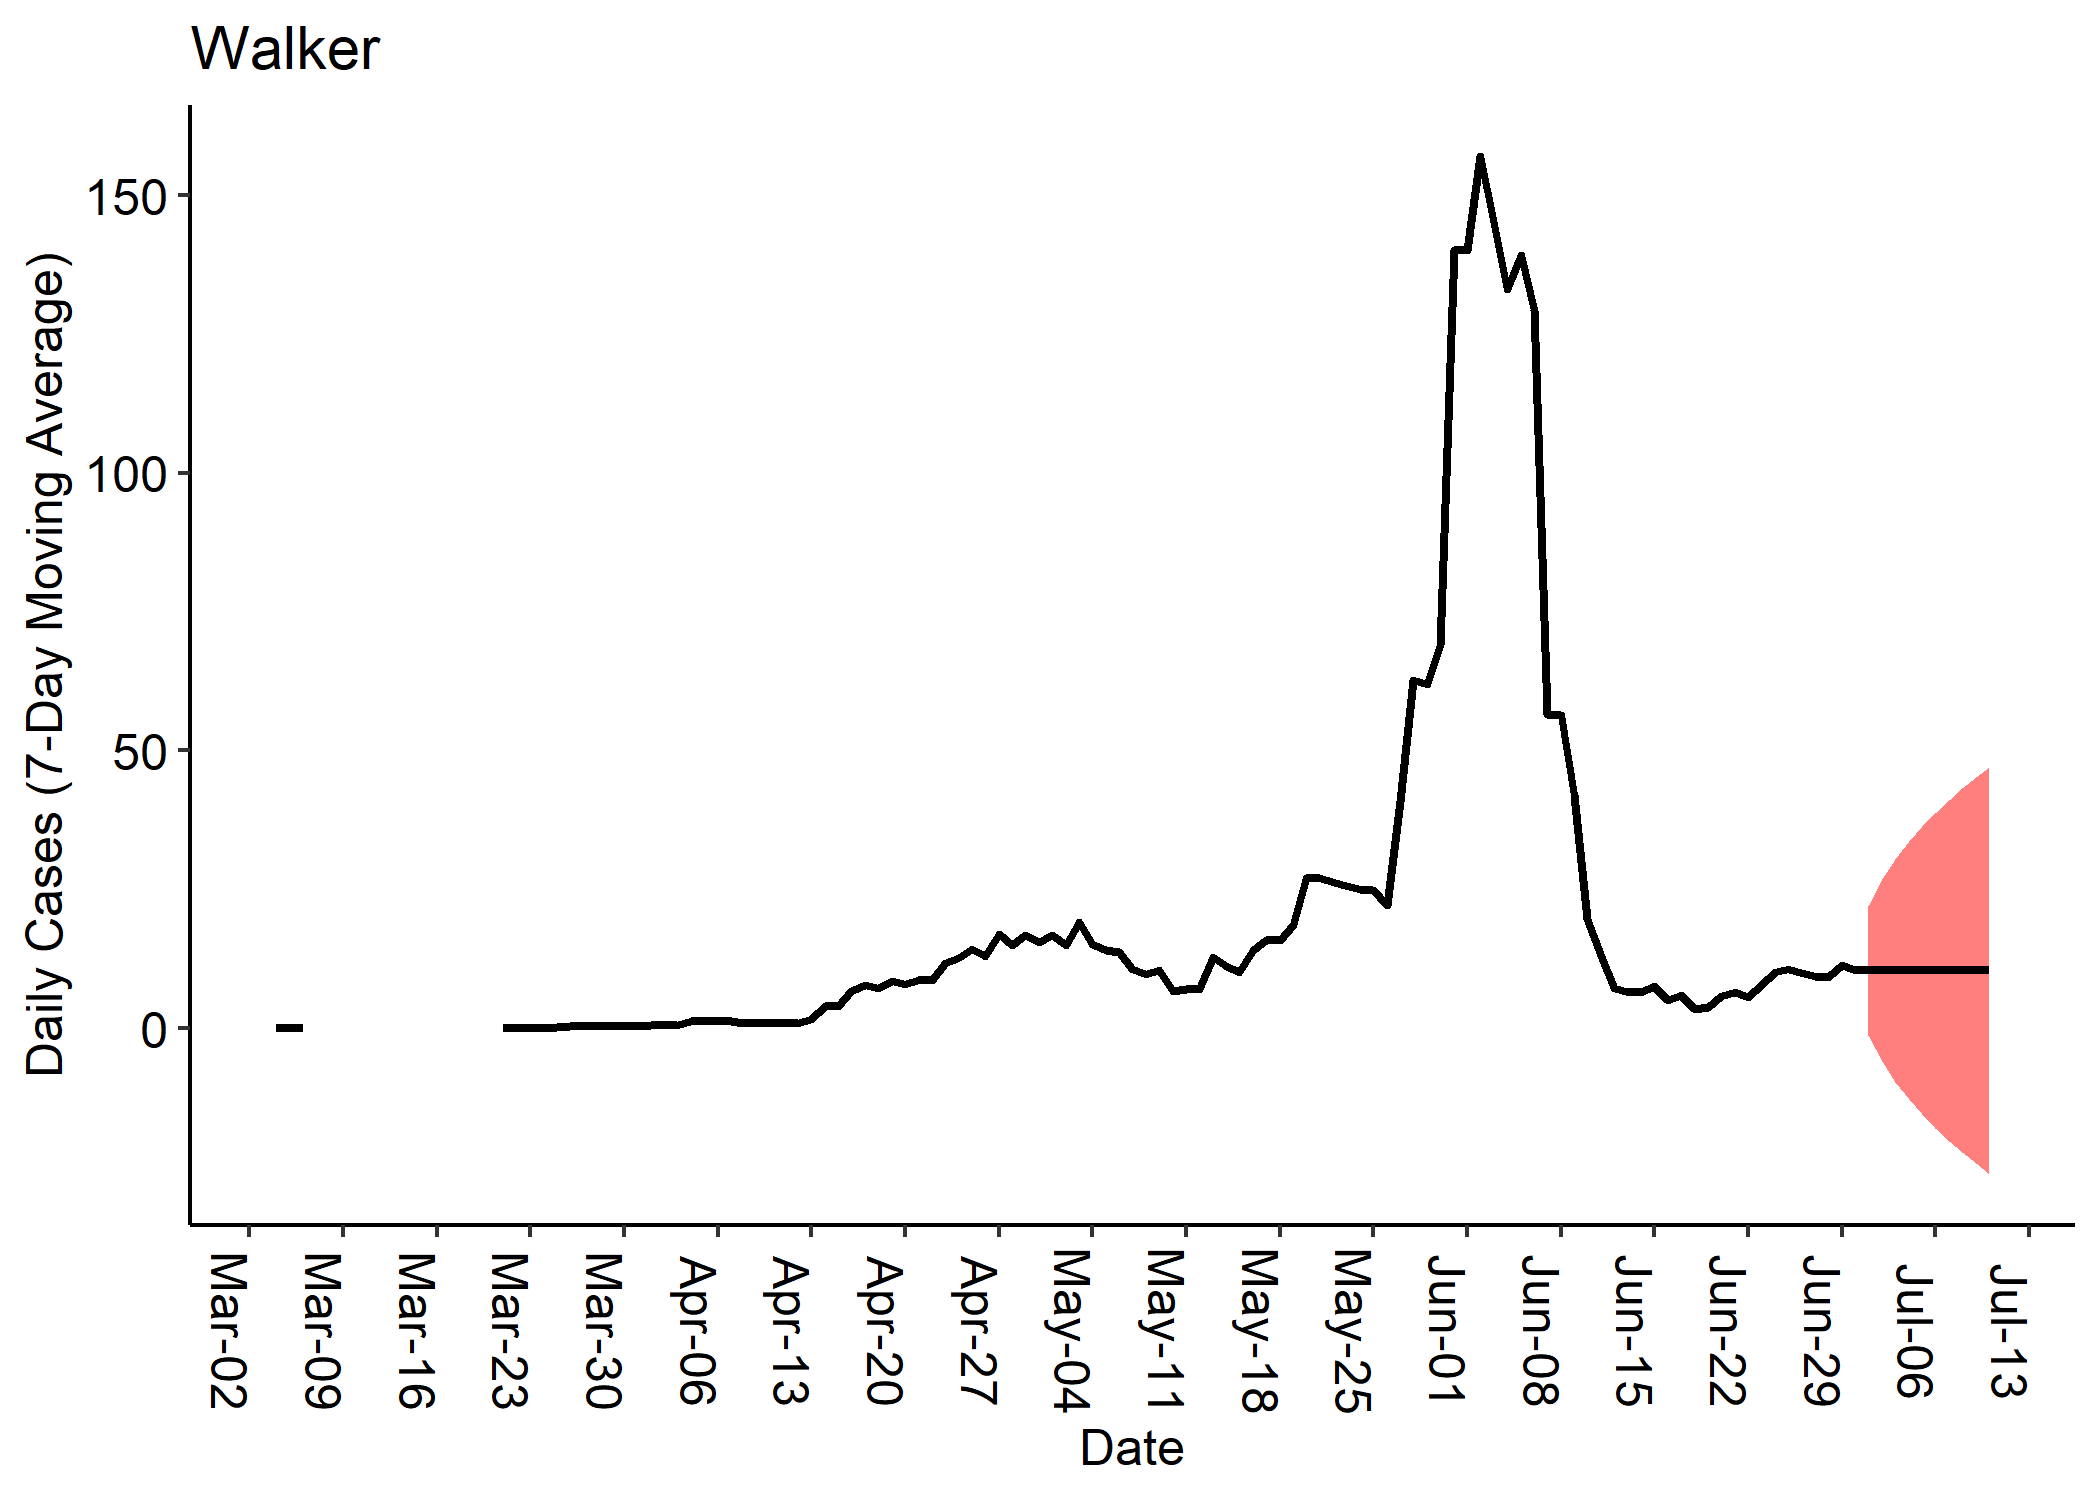 Walker
Daily Cases (7-Day Moving Average)
150
100
50
0
Mar-02
Mar-09
Mar-16
Mar-23
Mar-30
Apr-06
Apr-13
Apr-20
Apr-27
May-04
May-11
May-18
May-25
Jun-01
Jun-08
Jun-15
Jun-22
Jun-29
Jul-06
Jul-13
Date